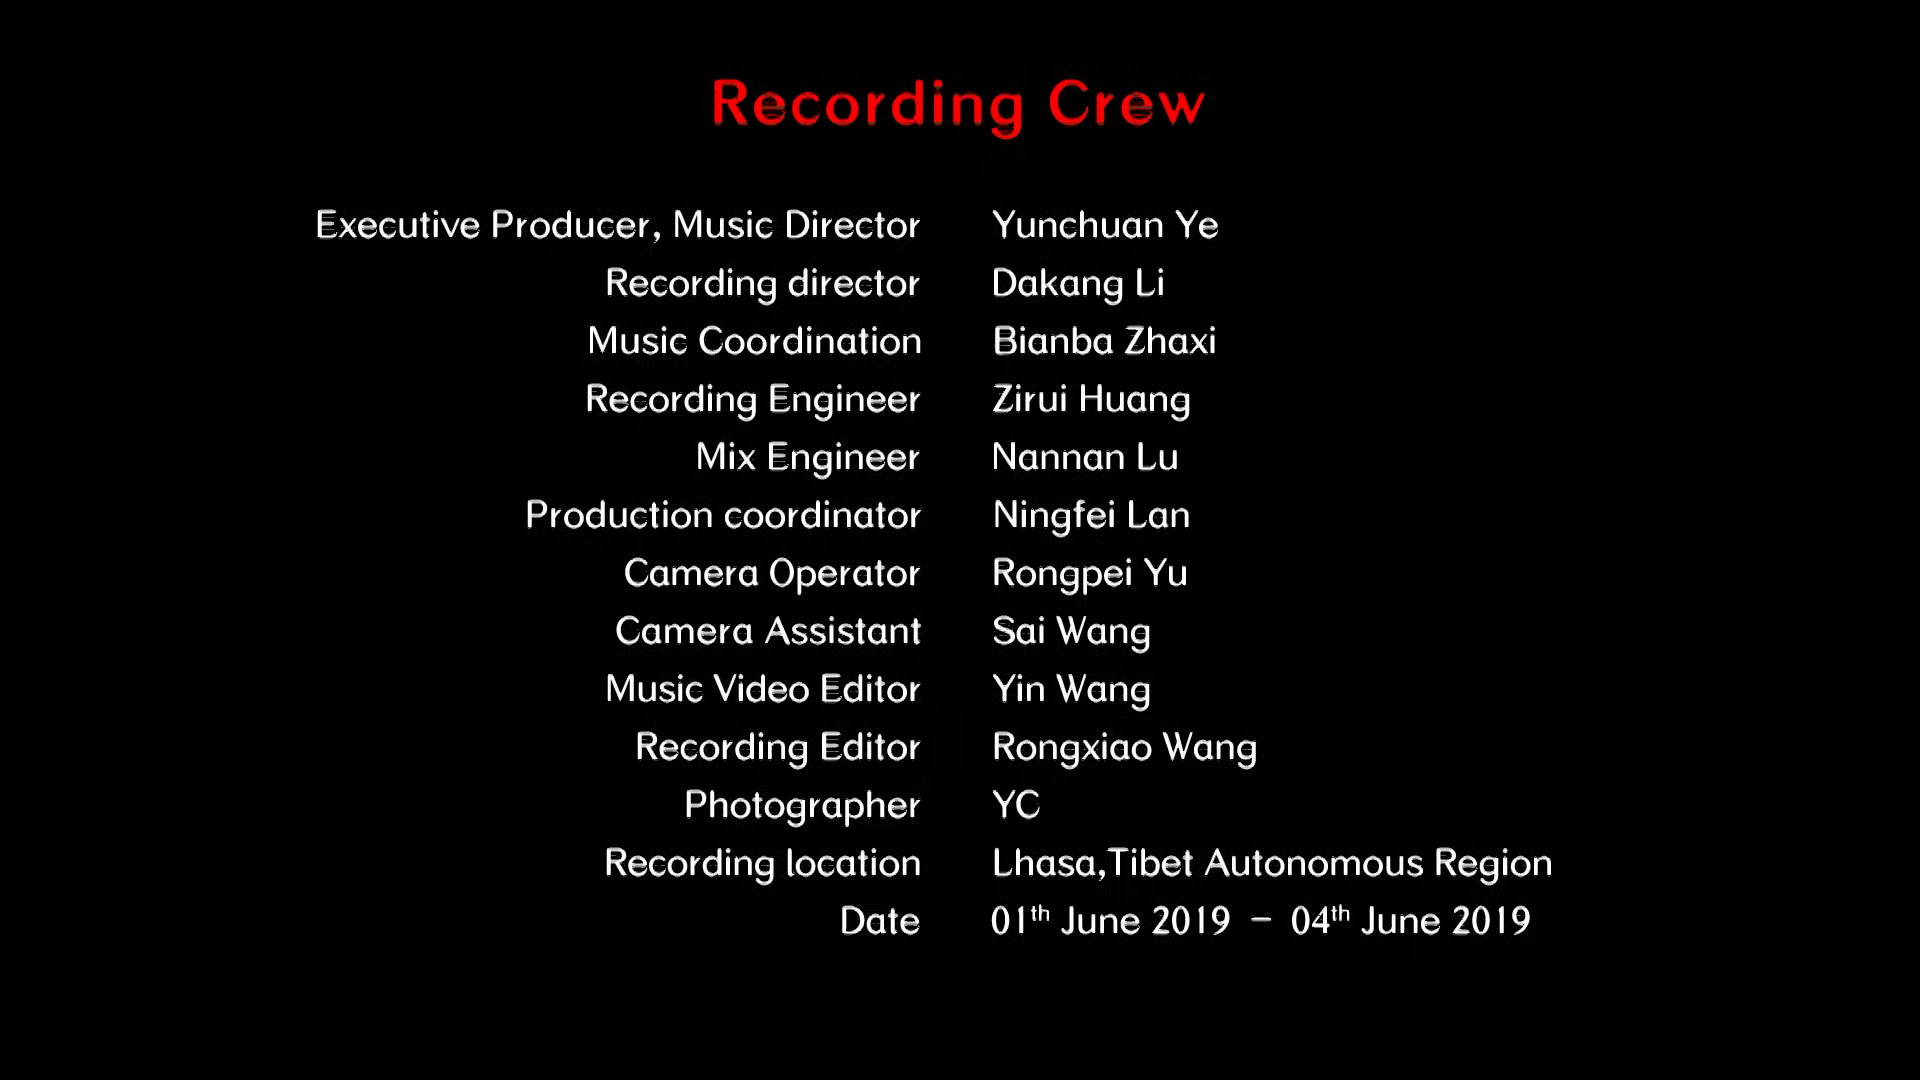 Recording Crew
Executive Producer, Music Director Yunchuan Ye
Recording director Dakang Li
Music Coordination Bianba Zhaxi
Recording Engineer Zirui Huang
Mix Engineer Nannan Lu
Production coordinator Ningfei Lan
Camera Operator Rongpei Yu
Camera Assistant Sai Wang
Music Video Editor Yin Wang
Recording Editor Rongxiao Wang
Photographer YC
Recording location Lhasa,Tibet Autonomous Region
Date 01th June 2019 – 04th June 2019